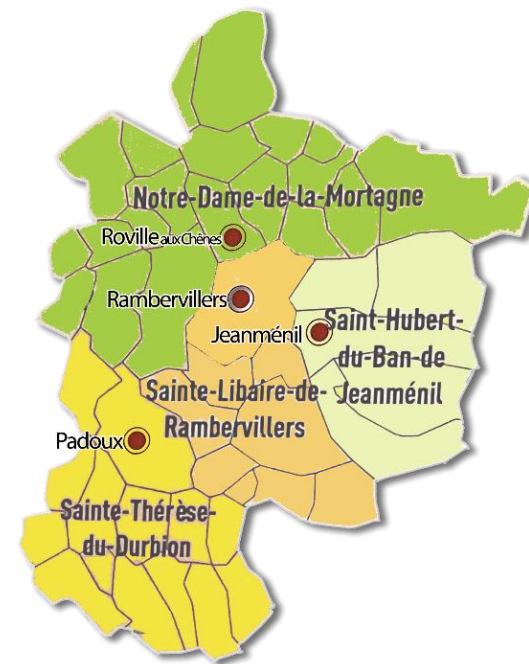 Notre-Dame-de-la-Mortagne
Roville aux Chênes
Rambervillers
Jeanménil
Saint-Hubert-
du-Ban-de
Jeanménil
Sainte-Libaire-de-
Rambervillers
Padoux
Sainte-Thérèse-
du-Durbion